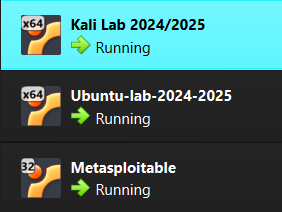 x64
Kali Lab 2024/2025
Running
x64
Ubuntu-lab-2024-2025
Running
32
Metasploitable
Running